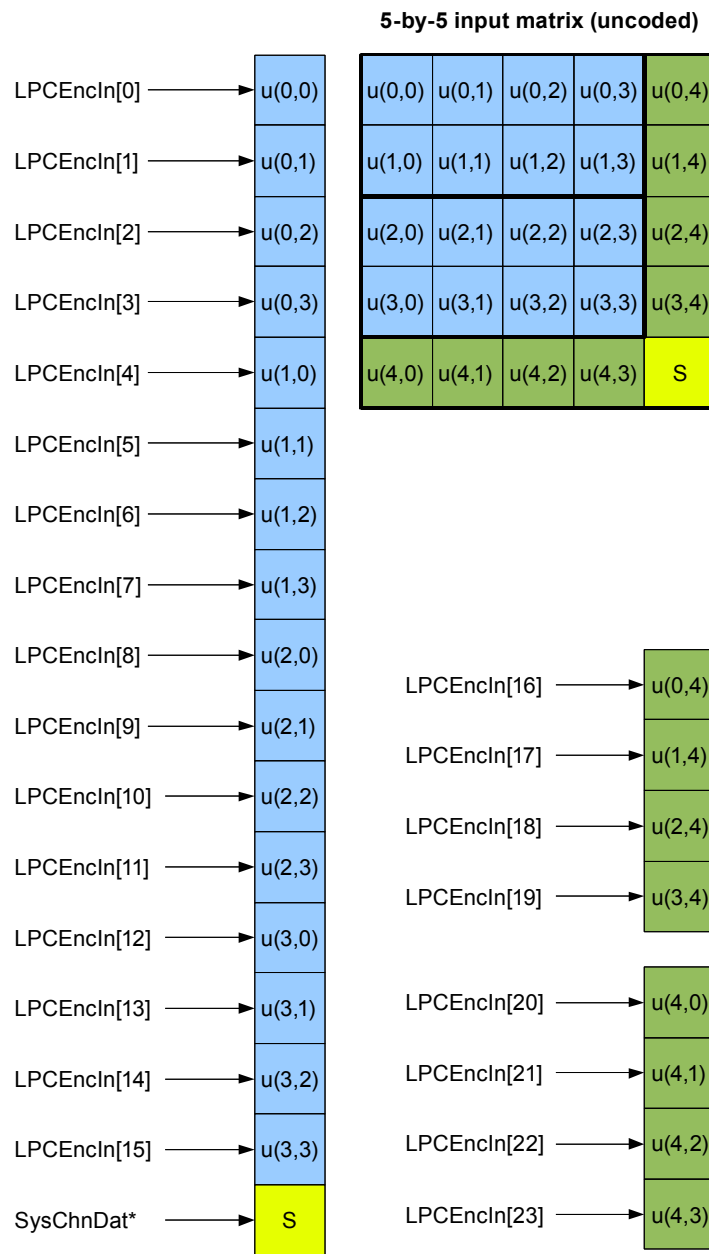 5-by-5 input matrix (uncoded)
u(0,0) u(0,1) u(0,2) u(0,3) u(0,4)
u(1,0) u(1,1) u(1,2) u(1,3) u(1,4)
u(2,0) u(2,1) u(2,2) u(2,3) u(2,4)
u(3,0) u(3,1) u(3,2) u(3,3) u(3,4)
u(4,0) u(4,1) u(4,2) u(4,3) S
LPCEncIn[0] u(0,0)
LPCEncIn[1] u(0,1)
LPCEncIn[2] u(0,2)
LPCEncIn[3] u(0,3)
LPCEncIn[4] u(1,0)
LPCEncIn[5] u(1,1)
LPCEncIn[6] u(1,2)
LPCEncIn[7] u(1,3)
LPCEncIn[8] u(2,0)
LPCEncIn[9] u(2,1)
LPCEncIn[10] u(2,2)
LPCEncIn[11] u(2,3)
LPCEncIn[12] u(3,0)
LPCEncIn[13] u(3,1)
LPCEncIn[14] u(3,2)
LPCEncIn[15] u(3,3)
SysChnDat* S
LPCEncIn[16] u(0,4)
LPCEncIn[17] u(1,4)
LPCEncIn[18] u(2,4)
LPCEncIn[19] u(3,4)
LPCEncIn[20] u(4,0)
LPCEncIn[21] u(4,1)
LPCEncIn[22] u(4,2)
LPCEncIn[23] u(4,3)